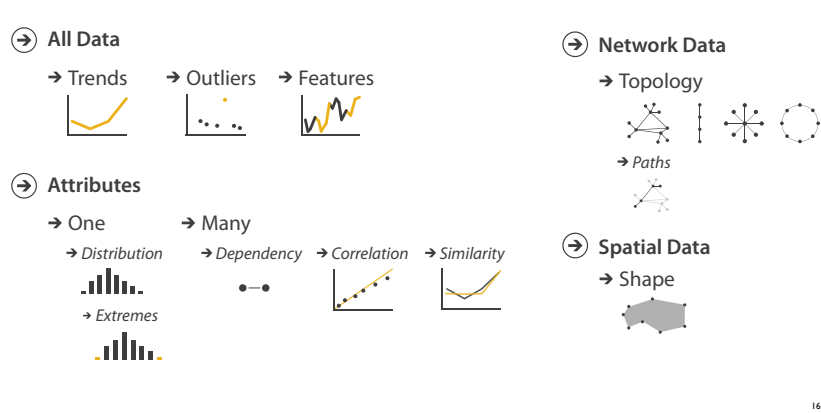 All Data
Trends
Outliers
Features
Attributes
One
Many
Distribution
Dependency
Correlation
Similarity
Extremes
Network Data
Topology
Paths
Spatial Data
Shape
16